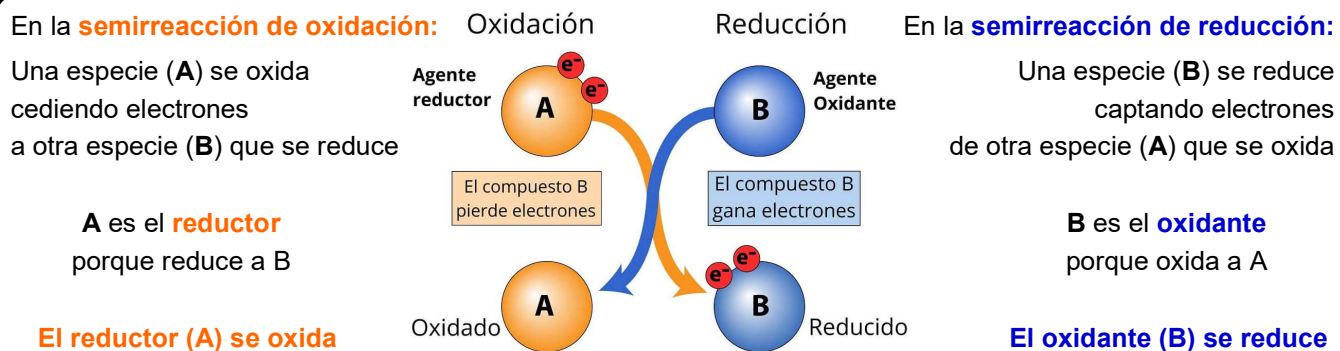 En la semirreacción de oxidación:
Una especie (A) se oxida
cediendo electrones
a otra especie (B) que se reduce
A es el reductor
porque reduce a B
El reductor (A) se oxida
Oxidación
Reducción
Agente
reductor
A
e-
e-
B
Agente
Oxidante
El compuesto B
pierde electrones
El compuesto B
gana electrones
Oxidado
A
e-
e-
B
Reducido
En la semirreacción de reducción:
Una especie (B) se reduce
captando electrones
de otra especie (A) que se oxida
B es el oxidante
porque oxida a A
El oxidante (B) se reduce